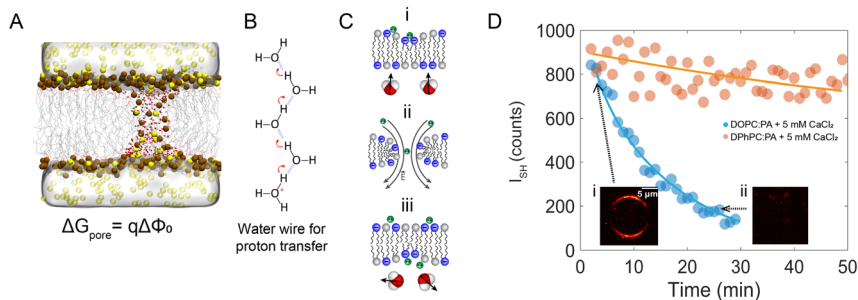 A
ΔG_pore = qΔΦ₀
B
H
H
O
H
H
O
H
H
O
H
H
O
H
H
O
+
H
Water wire for
proton transfer
C
i
ii
E
iii
D
I_SH (counts)
1000
800
600
400
200
0
DOPC:PA + 5 mM CaCl₂
DPhPC:PA + 5 mM CaCl₂
i
5 μm
ii
0
10
20
30
40
50
Time (min)